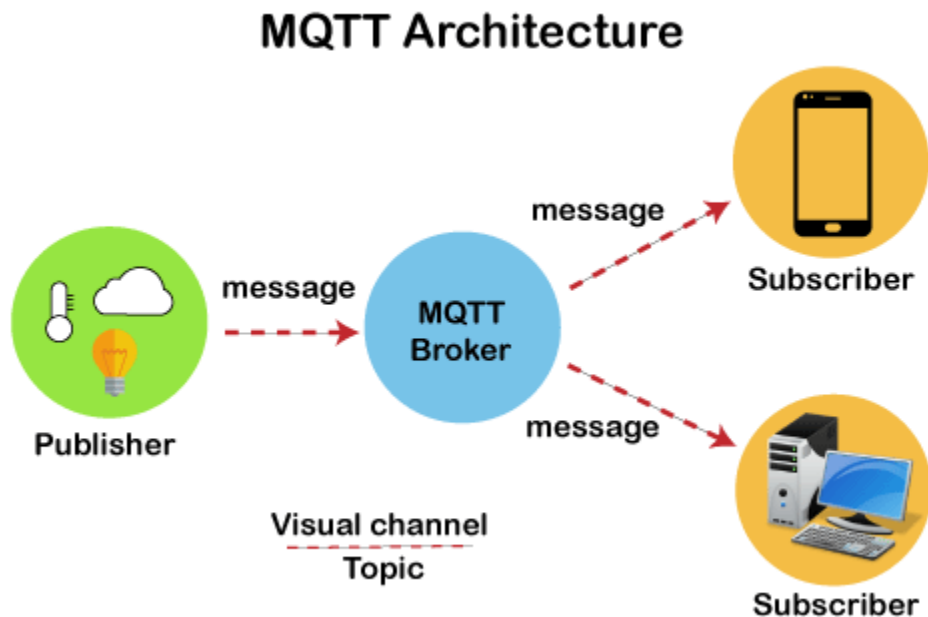 MQTT Architecture
message
Subscriber
message
MQTT
Broker
Publisher
message
Visual channel
Topic
Subscriber